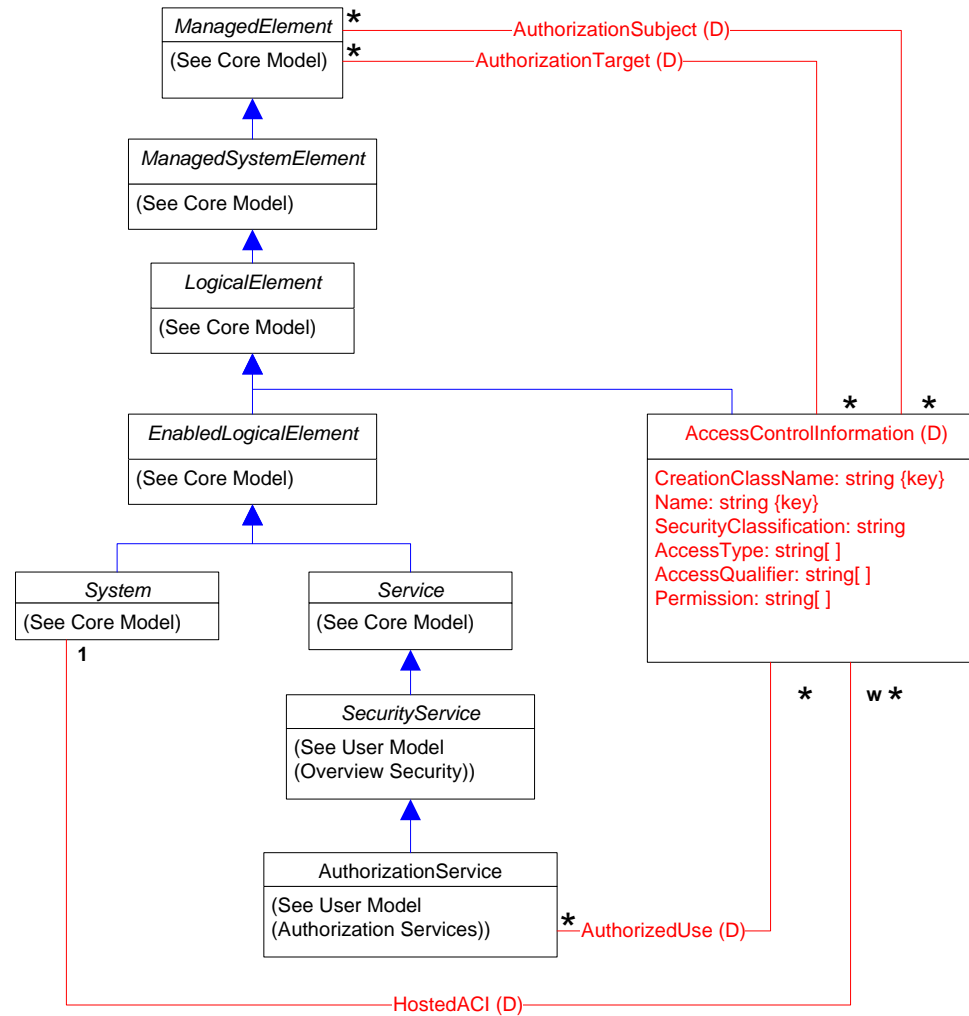 ManagedElement
*
AuthorizationSubject (D)
(See Core Model)
*
AuthorizationTarget (D)
ManagedSystemElement
(See Core Model)
LogicalElement
(See Core Model)
*
*
EnabledLogicalElement
(See Core Model)
AccessControlInformation (D)
CreationClassName: string {key}
Name: string {key}
SecurityClassification: string
AccessType: string[ ]
AccessQualifier: string[ ]
Permission: string[ ]
System
(See Core Model)
1
Service
(See Core Model)
*
w *
SecurityService
(See User Model
(Overview Security))
AuthorizationService
(See User Model
(Authorization Services))
*
AuthorizedUse (D)
HostedACI (D)